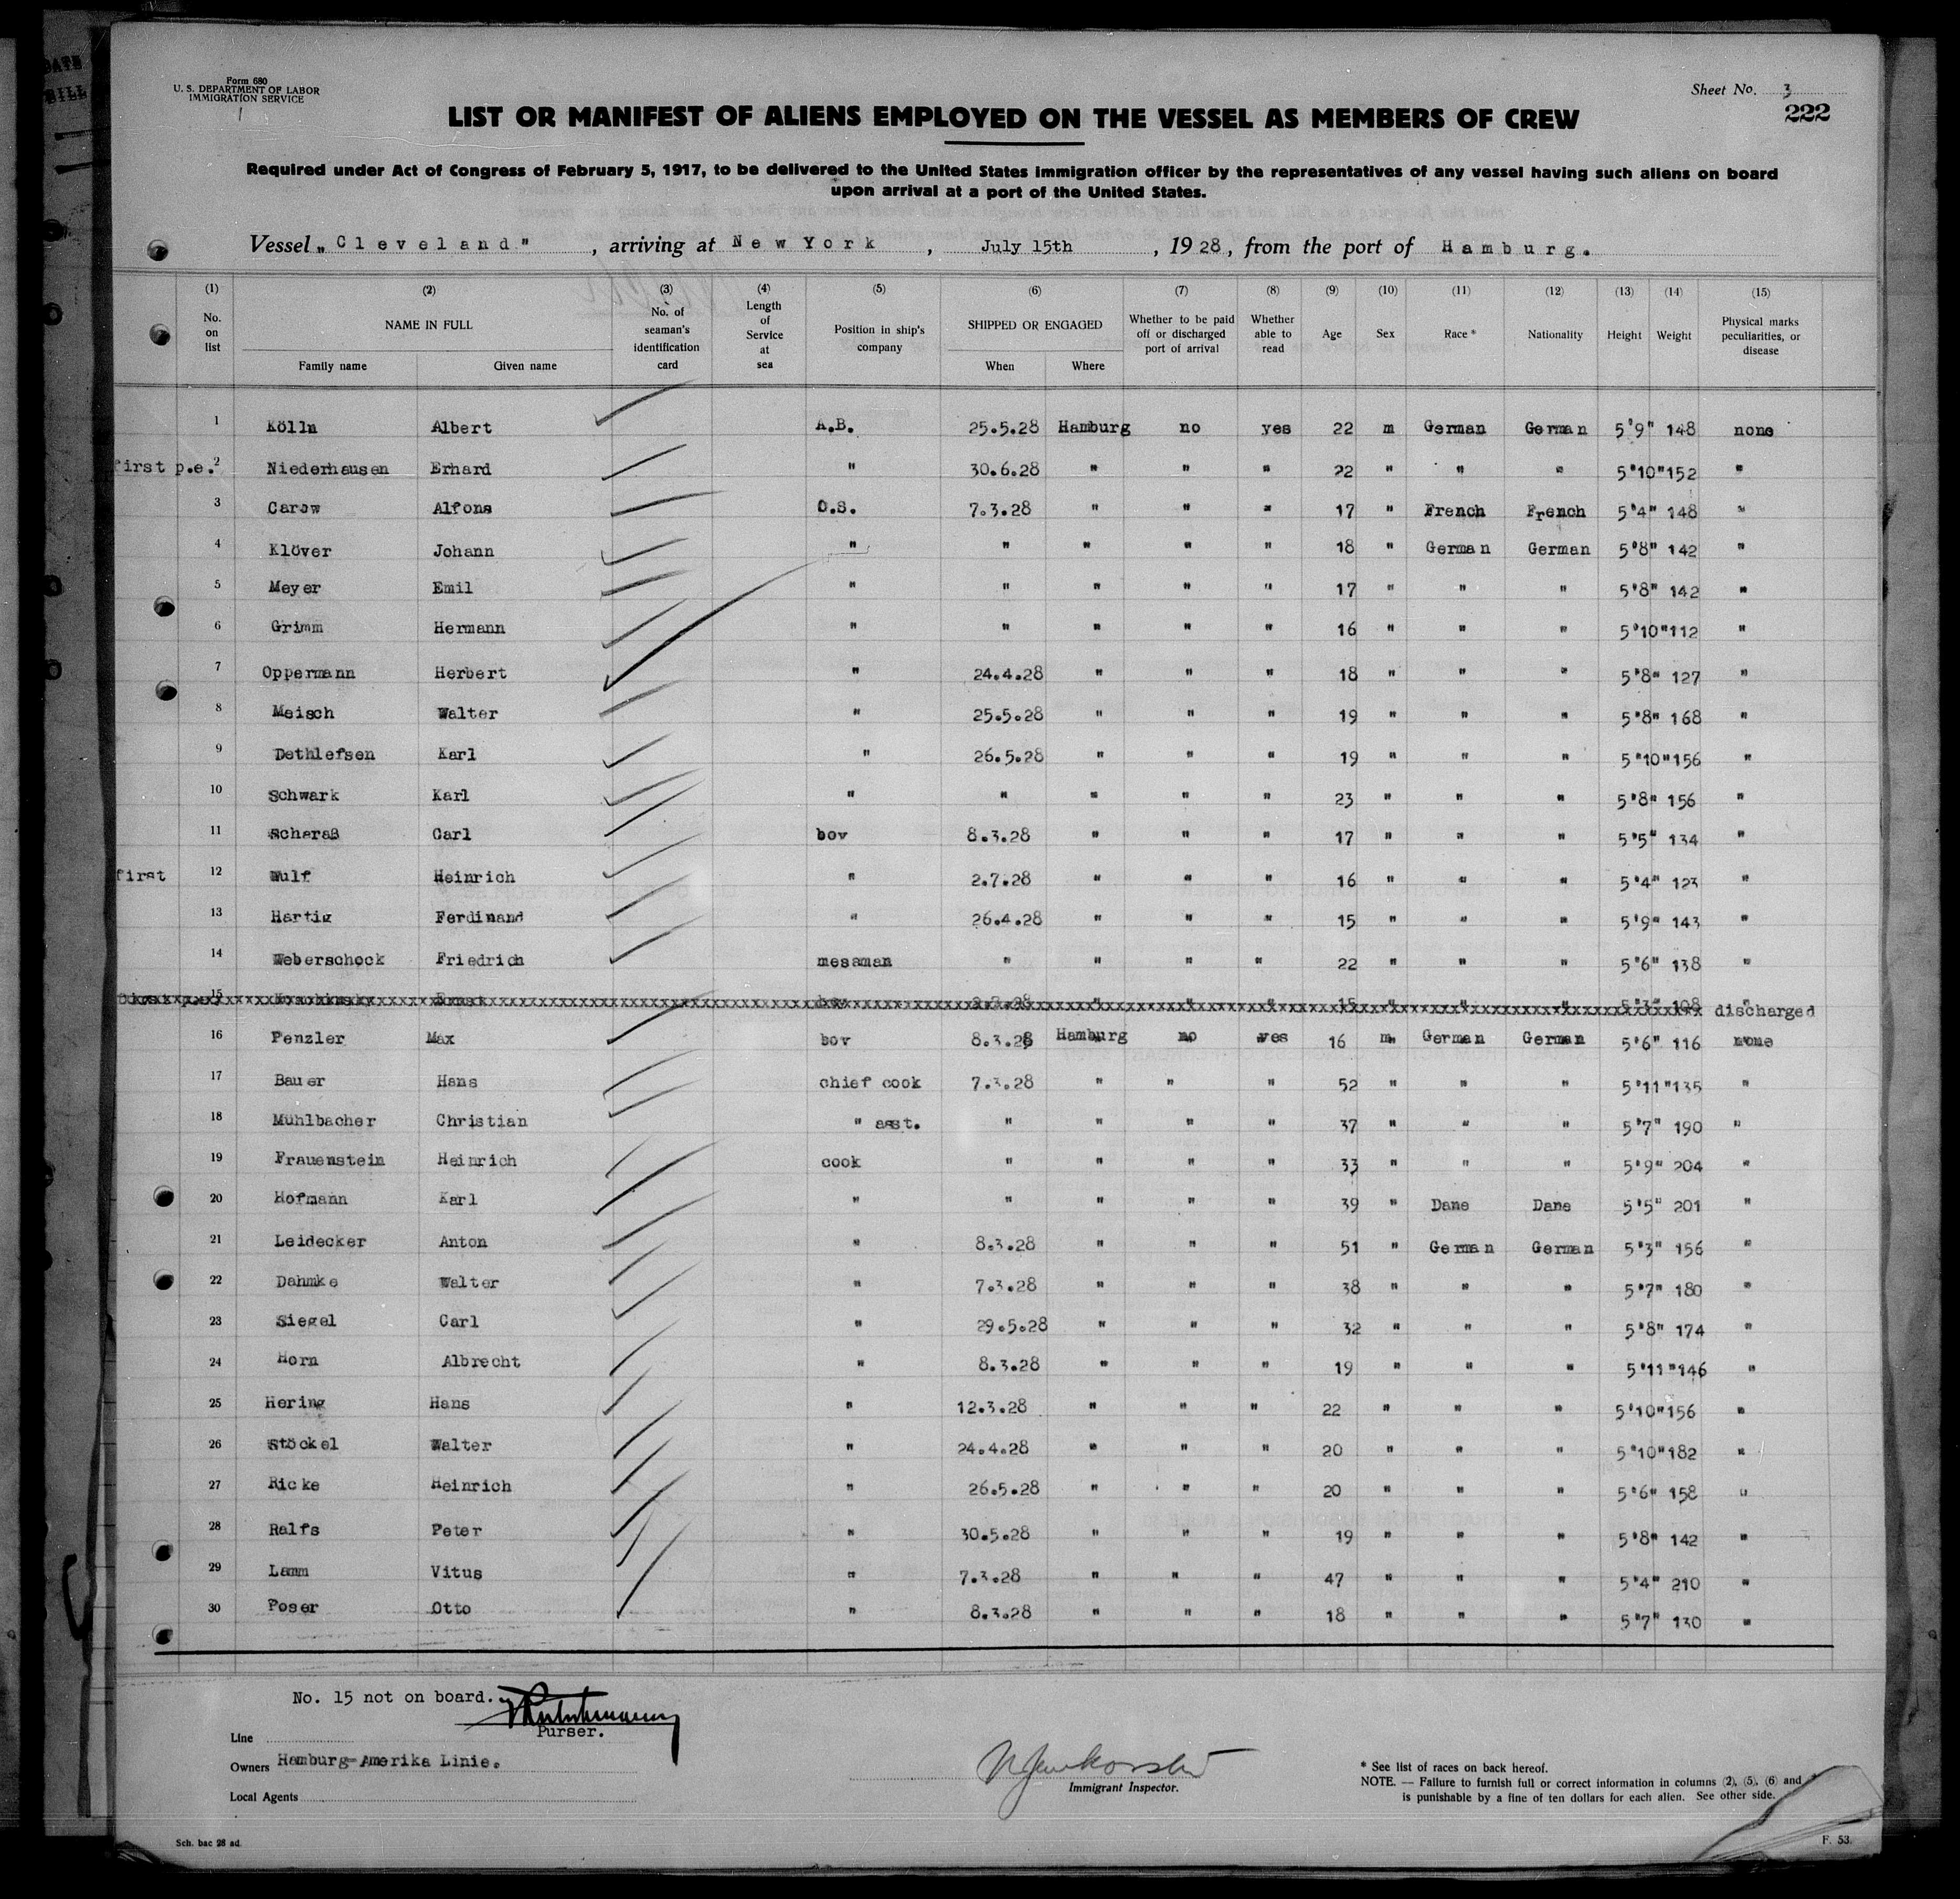 Form 680
U. S. DEPARTMENT OF LABOR
IMMIGRATION SERVICE
Sheet No. 3
222
LIST OR MANIFEST OF ALIENS EMPLOYED ON THE VESSEL AS MEMBERS OF CREW
Required under Act of Congress of February 5, 1917, to be delivered to the United States immigration officer by the representatives of any vessel having such aliens on board
upon arrival at a port of the United States.
Vessel „Cleveland" , arriving at New York , July 15th , 1928, from the port of Hamburg.
(1) (2) (3) (4) (5) (6) (7) (8) (9) (10) (11) (12) (13) (14) (15)
No. on list NAME IN FULL Family name Given name No. of seaman's identification card Length of Service at sea Position in ship's company SHIPPED OR ENGAGED When Where Whether to be paid off or discharged port of arrival Whether able to read Age Sex Race * Nationality Height Weight Physical marks peculiarities, or disease
1 Kölln Albert A.B. 25.5.28 Hamburg no yes 22 m German German 5'9" 148 none
first p.e. 2 Niederhausen Erhard " 30.6.28 " " " 22 " " " 5'10" 152 "
3 Carow Alfons O.S. 7.3.28 " " " 17 " French French 5'4" 148 "
4 Klöver Johann " " " " " 18 " German German 5'8" 142 "
5 Meyer Emil " " " " " 17 " " " 5'8" 142 "
6 Grimm Hermann " " " " " 16 " " " 5'10" 112 "
7 Oppermann Herbert " 24.4.28 " " " 18 " " " 5'8" 127 "
8 Meisch Walter " 25.5.28 " " " 19 " " " 5'8" 168 "
9 Dethlefsen Karl " 26.5.28 " " " 19 " " " 5'10" 156 "
10 Schwark Karl " " " " " 23 " " " 5'8" 156 "
11 Scheraß Carl boy 8.3.28 " " " 17 " " " 5'5" 134 "
first 12 Wulf Heinrich " 2.7.28 " " " 16 " " " 5'4" 123 "
13 Hartig Ferdinand " 26.4.28 " " " 15 " " " 5'9" 143 "
14 Weberschock Friedrich messman " " " " 22 " " " 5'6" 138 "
15 Ernst boy " " " 15 " " " 5'3" 108 " discharged
16 Penzler Max boy 8.3.28 Hamburg no yes 16 m German German 5'6" 116 none
17 Bauer Hans chief cook 7.3.28 " " " 52 " " " 5'11" 135 "
18 Mühlbacher Christian " asst. " " " " 37 " " " 5'7" 190 "
19 Frauenstein Heinrich cook " " " " 33 " " " 5'9" 204 "
20 Hofmann Karl " " " " " 39 " Dane Dane 5'5" 201 "
21 Leidecker Anton " 8.3.28 " " " 51 " German German 5'3" 156 "
22 Dahmke Walter " 7.3.28 " " " 38 " " " 5'7" 180 "
23 Siegel Carl " 29.5.28 " " " 32 " " " 5'8" 174 "
24 Horn Albrecht " 8.3.28 " " " 19 " " " 5'11" 146 "
25 Hering Hans " 12.3.28 " " " 22 " " " 5'10" 156 "
26 Stöckel Walter " 24.4.28 " " " 20 " " " 5'10" 182 "
27 Ricke Heinrich " 26.5.28 " " " 20 " " " 5'6" 158 "
28 Ralfs Peter " 30.5.28 " " " 19 " " " 5'8" 142 "
29 Lamm Vitus " 7.3.28 " " " 47 " " " 5'4" 210 "
30 Poser Otto " 8.3.28 " " " 18 " " " 5'7" 130 "
No. 15 not on board.
Purser.
Line
Owners Hamburg-Amerika Linie.
Local Agents
Immigrant Inspector.
* See list of races on back hereof.
NOTE. — Failure to furnish full or correct information in columns (2), (5), (6) and
is punishable by a fine of ten dollars for each alien. See other side.
Sch. bac 28 ad.
F. 53.